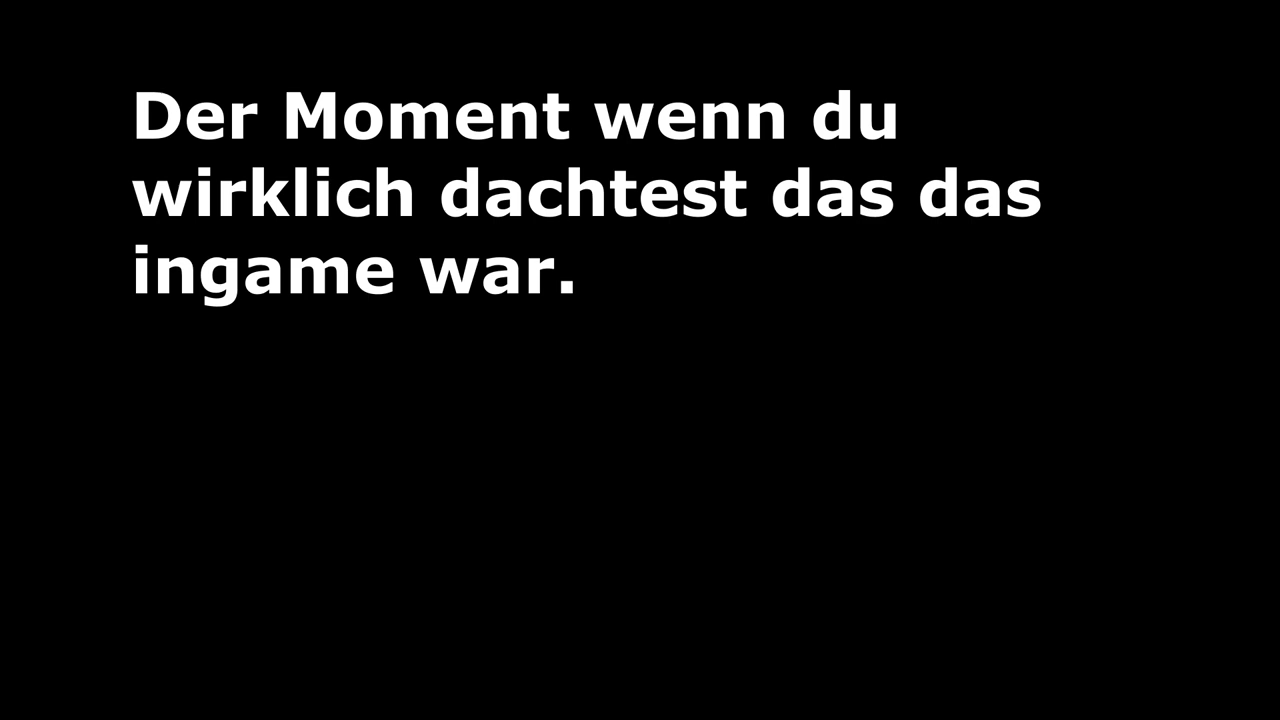 Der Moment wenn du
wirklich dachtest das das
ingame war.